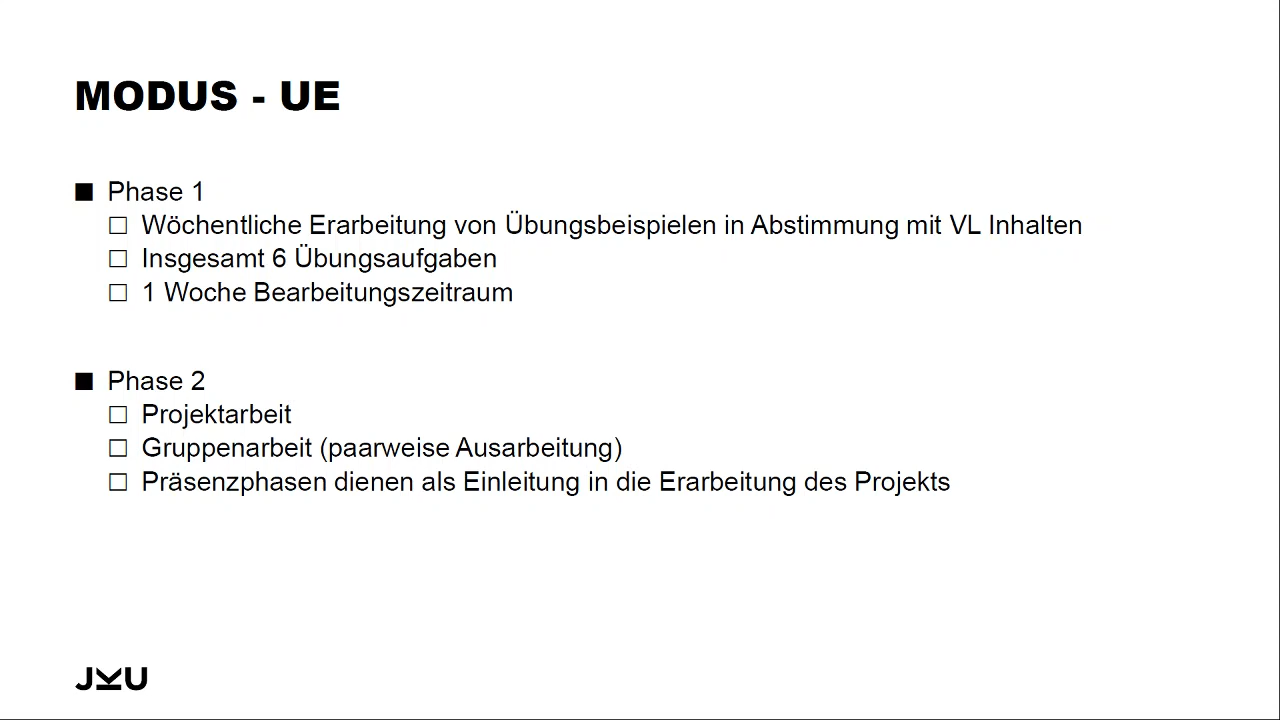 MODUS - UE
Phase 1
Wöchentliche Erarbeitung von Übungsbeispielen in Abstimmung mit VL Inhalten
Insgesamt 6 Übungsaufgaben
1 Woche Bearbeitungszeitraum
Phase 2
Projektarbeit
Gruppenarbeit (paarweise Ausarbeitung)
Präsenzphasen dienen als Einleitung in die Erarbeitung des Projekts
JKU